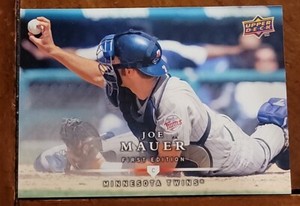 UPPER DECK
JOE
MAUER
FIRST EDITION
C
MINNESOTA TWINS®